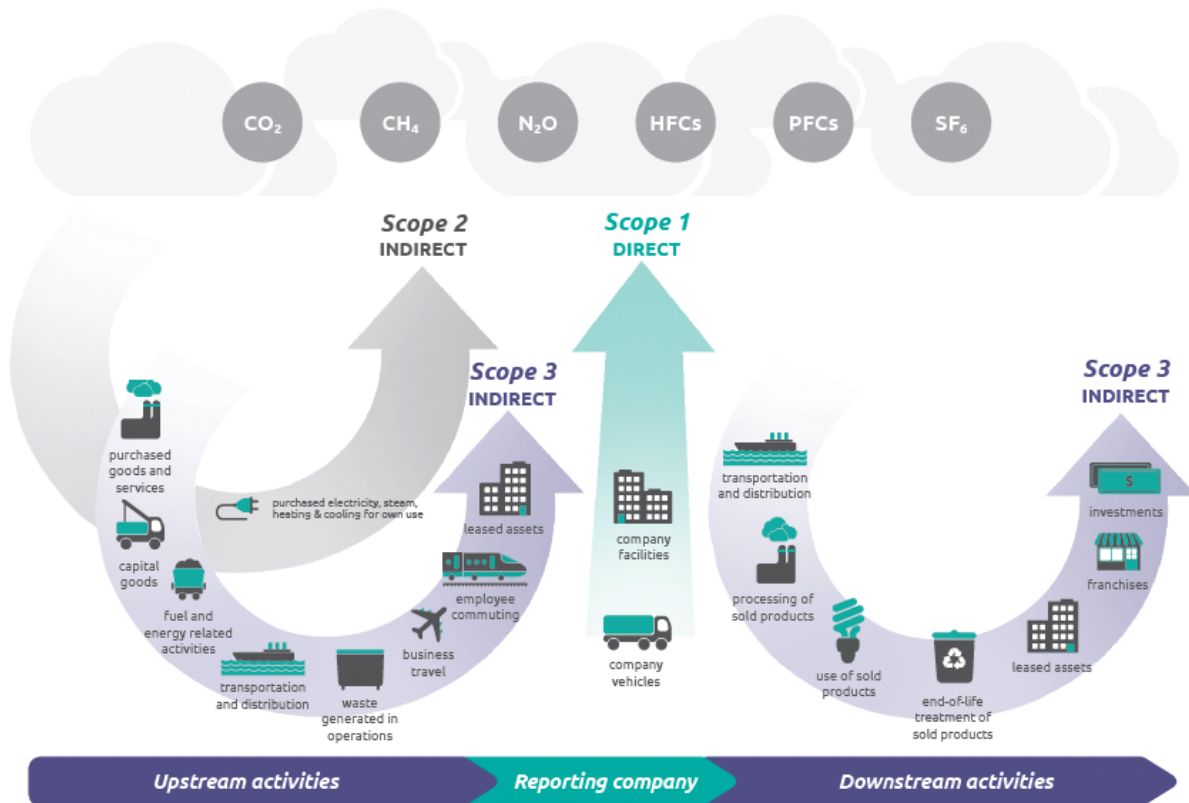 CO₂
CH₄
N₂O
HFCs
PFCs
SF₆
Scope 2
INDIRECT
Scope 1
DIRECT
Scope 3
INDIRECT
Scope 3
INDIRECT
purchased
goods and
services
capital
goods
fuel and
energy related
activities
transportation
and distribution
waste
generated in
operations
business
travel
employee
commuting
leased assets
purchased electricity, steam,
heating & cooling for own use
company
facilities
company
vehicles
transportation
and distribution
processing of
sold products
use of sold
products
end-of-life
treatment of
sold products
leased assets
franchises
$
investments
Upstream activities
Reporting company
Downstream activities